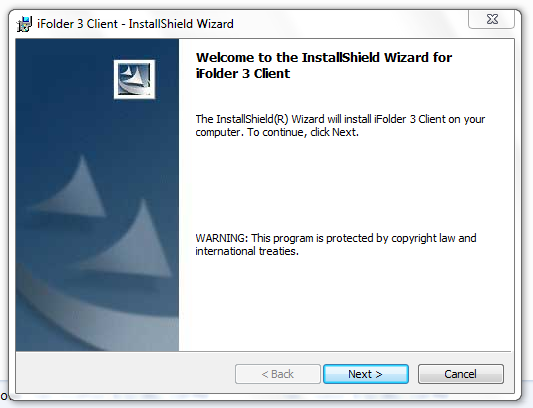 iFolder 3 Client - InstallShield Wizard
Welcome to the InstallShield Wizard for
iFolder 3 Client
The InstallShield(R) Wizard will install iFolder 3 Client on your
computer. To continue, click Next.
WARNING: This program is protected by copyright law and
international treaties.
< Back
Next >
Cancel